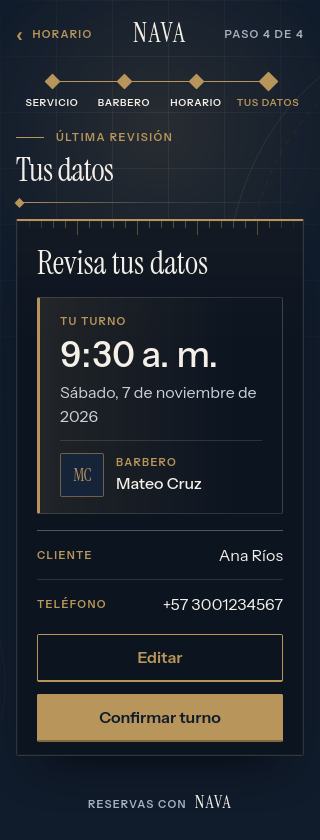 ‹ HORARIO
NAVA
PASO 4 DE 4
SERVICIO
BARBERO
HORARIO
TUS DATOS
ÚLTIMA REVISIÓN
Tus datos
Revisa tus datos
TU TURNO
9:30 a. m.
Sábado, 7 de noviembre de
2026
MC
BARBERO
Mateo Cruz
CLIENTE
Ana Ríos
TELÉFONO
+57 3001234567
Editar
Confirmar turno
RESERVAS CON NAVA